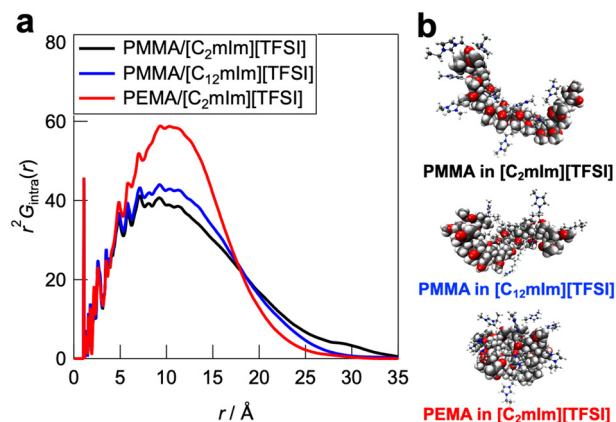 a
80
PMMA/[C₂mIm][TFSI]
PMMA/[C₁₂mIm][TFSI]
PEMA/[C₂mIm][TFSI]
60
40
20
0
r²G_intra(r)
0 5 10 15 20 25 30 35
r / Å
b
PMMA in [C₂mIm][TFSI]
PMMA in [C₁₂mIm][TFSI]
PEMA in [C₂mIm][TFSI]